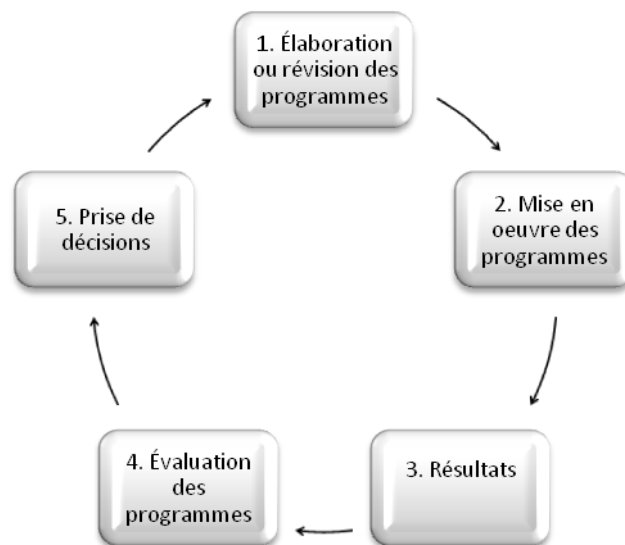 1. Élaboration
ou révision des
programmes
2. Mise en
oeuvre des
programmes
3. Résultats
4. Évaluation
des
programmes
5. Prise de
décisions